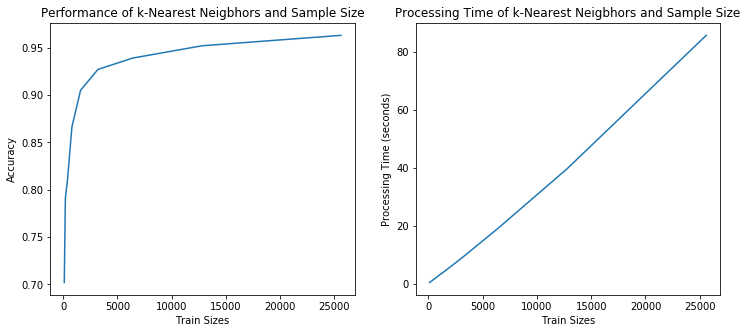 Performance of k-Nearest Neigbhors and Sample Size
0.95
0.90
0.85
0.80
0.75
0.70
Accuracy
0 5000 10000 15000 20000 25000
Train Sizes
Processing Time of k-Nearest Neigbhors and Sample Size
80
60
40
20
0
Processing Time (seconds)
0 5000 10000 15000 20000 25000
Train Sizes